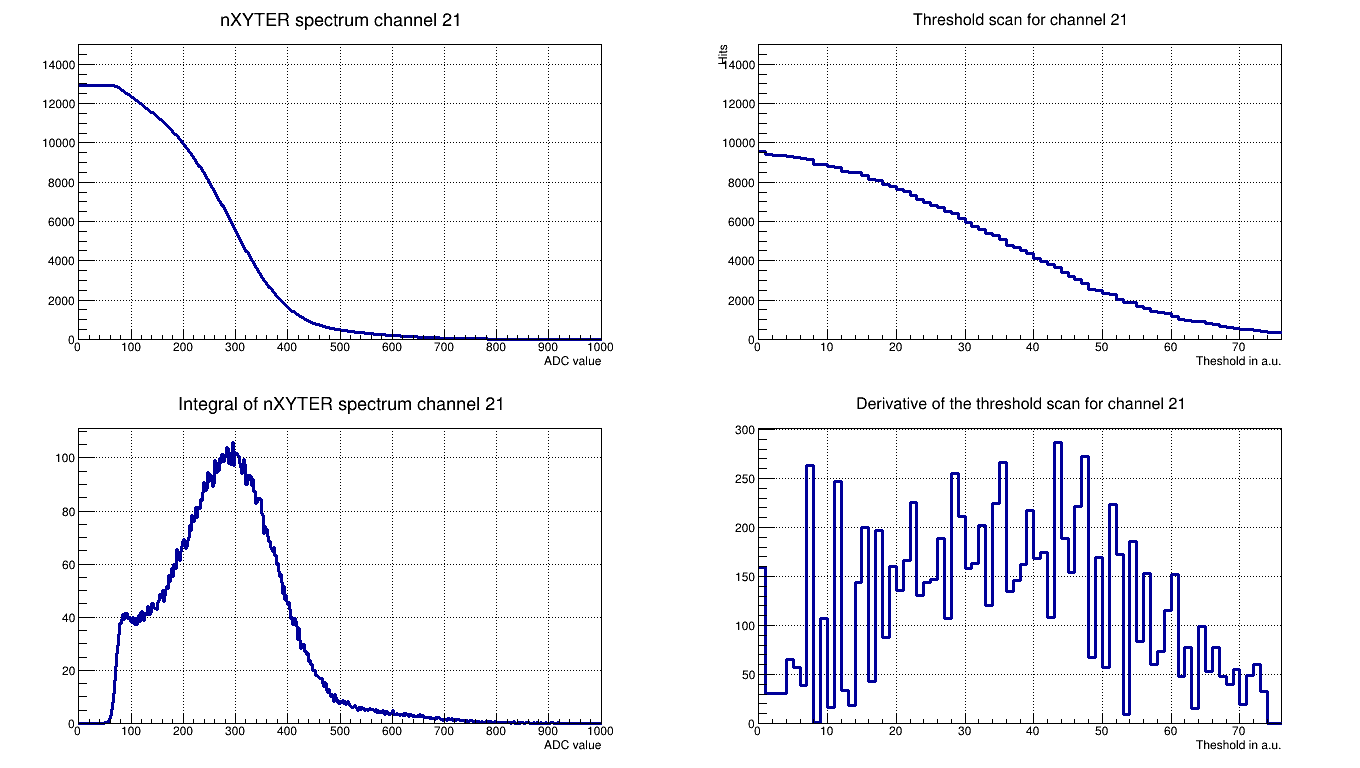 nXYTER spectrum channel 21
14000
12000
10000
8000
6000
4000
2000
0
0 100 200 300 400 500 600 700 800 900 1000
ADC value
Threshold scan for channel 21
Hits
14000
12000
10000
8000
6000
4000
2000
0
0 10 20 30 40 50 60 70
Theshold in a.u.
Integral of nXYTER spectrum channel 21
100
80
60
40
20
0
0 100 200 300 400 500 600 700 800 900 1000
ADC value
Derivative of the threshold scan for channel 21
300
250
200
150
100
50
0
0 10 20 30 40 50 60 70
Theshold in a.u.